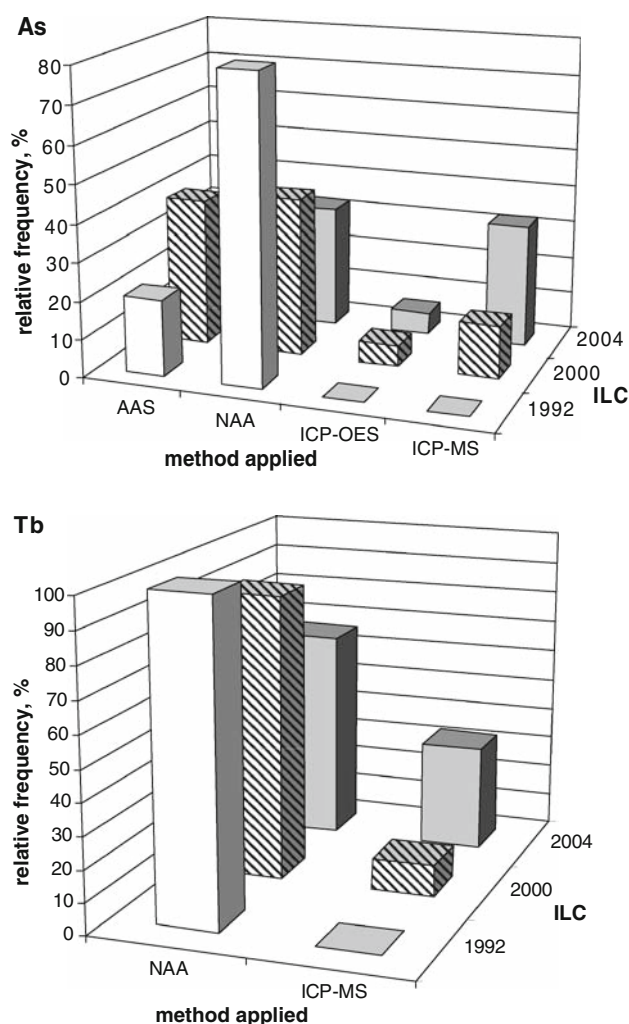 As
relative frequency, %
80
70
60
50
40
30
20
10
0
AAS
NAA
ICP-OES
ICP-MS
method applied
2004
2000
1992
ILC
Tb
relative frequency, %
100
90
80
70
60
50
40
30
20
10
0
NAA
ICP-MS
method applied
2004
2000
1992
ILC